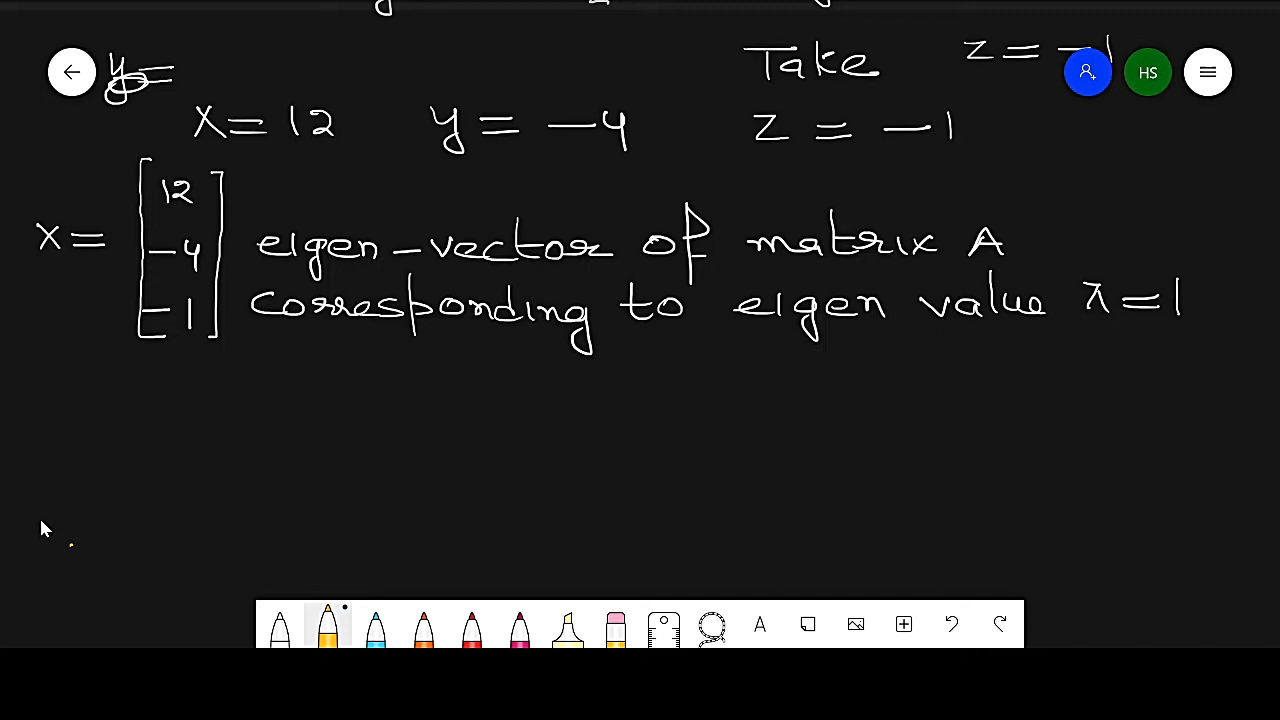 Take z = -1
y =
HS
x = 12 y = -4 z = -1
x = [ 12 -4 -1 ] eigen-vector of matrix A
corresponding to eigen value λ = 1
A